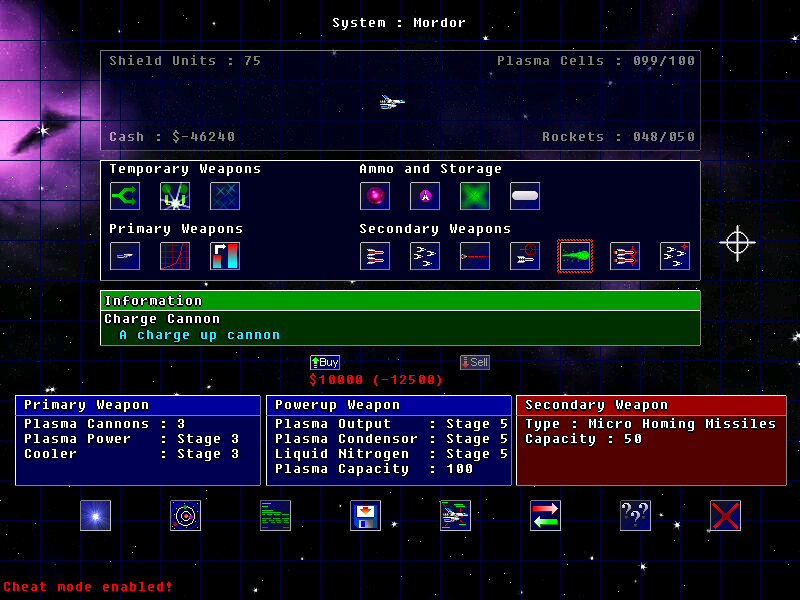 System : Mordor
Shield Units : 75
Plasma Cells : 099/100
Cash : $-46240
Rockets : 048/050
Temporary Weapons
Ammo and Storage
A
Primary Weapons
Secondary Weapons
Information
Charge Cannon
A charge up cannon
Buy
Sell
$10000 (-12500)
Primary Weapon
Plasma Cannons : 3
Plasma Power : Stage 3
Cooler : Stage 3
Powerup Weapon
Plasma Output : Stage 5
Plasma Condensor : Stage 5
Liquid Nitrogen : Stage 5
Plasma Capacity : 100
Secondary Weapon
Type : Micro Homing Missiles
Capacity : 50
???
Cheat mode enabled!